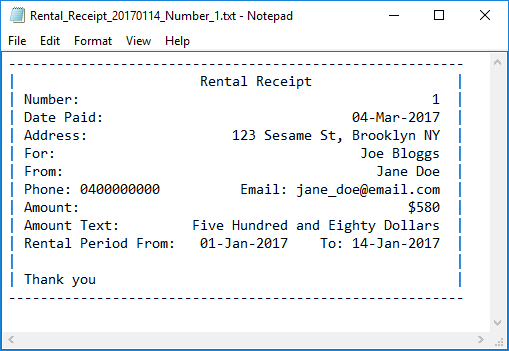 Rental_Receipt_20170114_Number_1.txt - Notepad
File Edit Format View Help
---------------------------------------------------------
| Rental Receipt |
| Number: 1 |
| Date Paid: 04-Mar-2017 |
| Address: 123 Sesame St, Brooklyn NY |
| For: Joe Bloggs |
| From: Jane Doe |
| Phone: 0400000000 Email: jane_doe@email.com |
| Amount: $580 |
| Amount Text: Five Hundred and Eighty Dollars |
| Rental Period From: 01-Jan-2017 To: 14-Jan-2017 |
| |
| Thank you |
---------------------------------------------------------